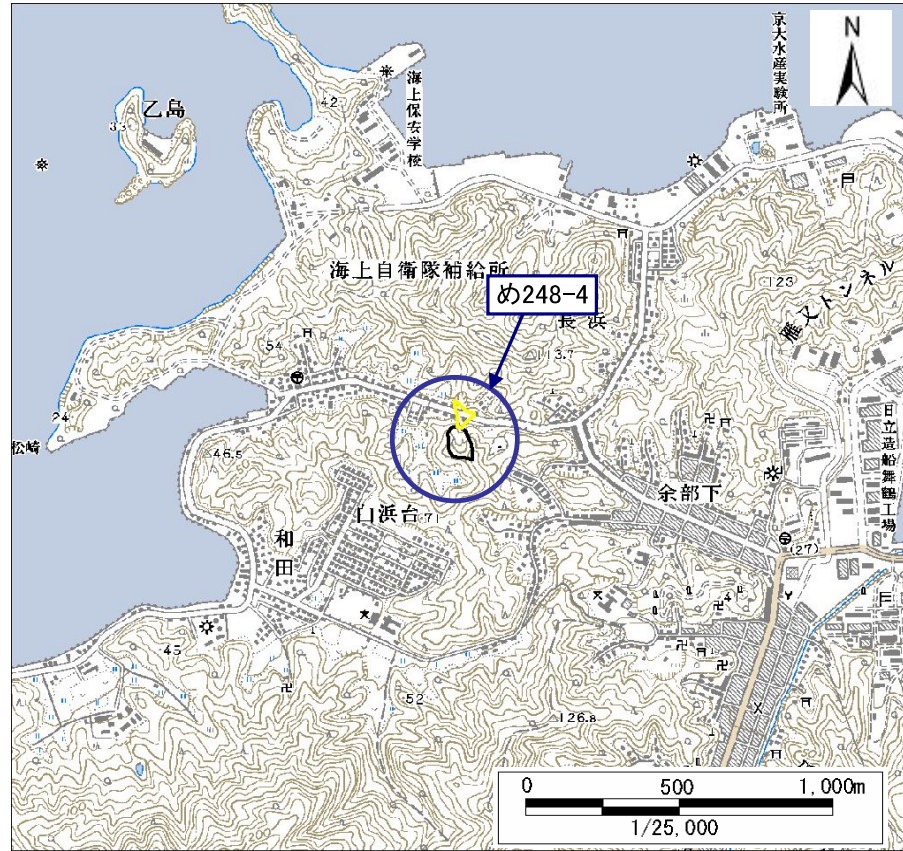 N
京大水産実験所
海上保安学校
42
乙島
33
海上自衛隊補給所
め248-4
長浜
123
雁又トンネル
113.7
54
24
松崎
46.5
日立造船舞鶴工場
余部下
白浜台
71
和田
(27)
45
52
126.8
0 500 1,000m
1/25,000